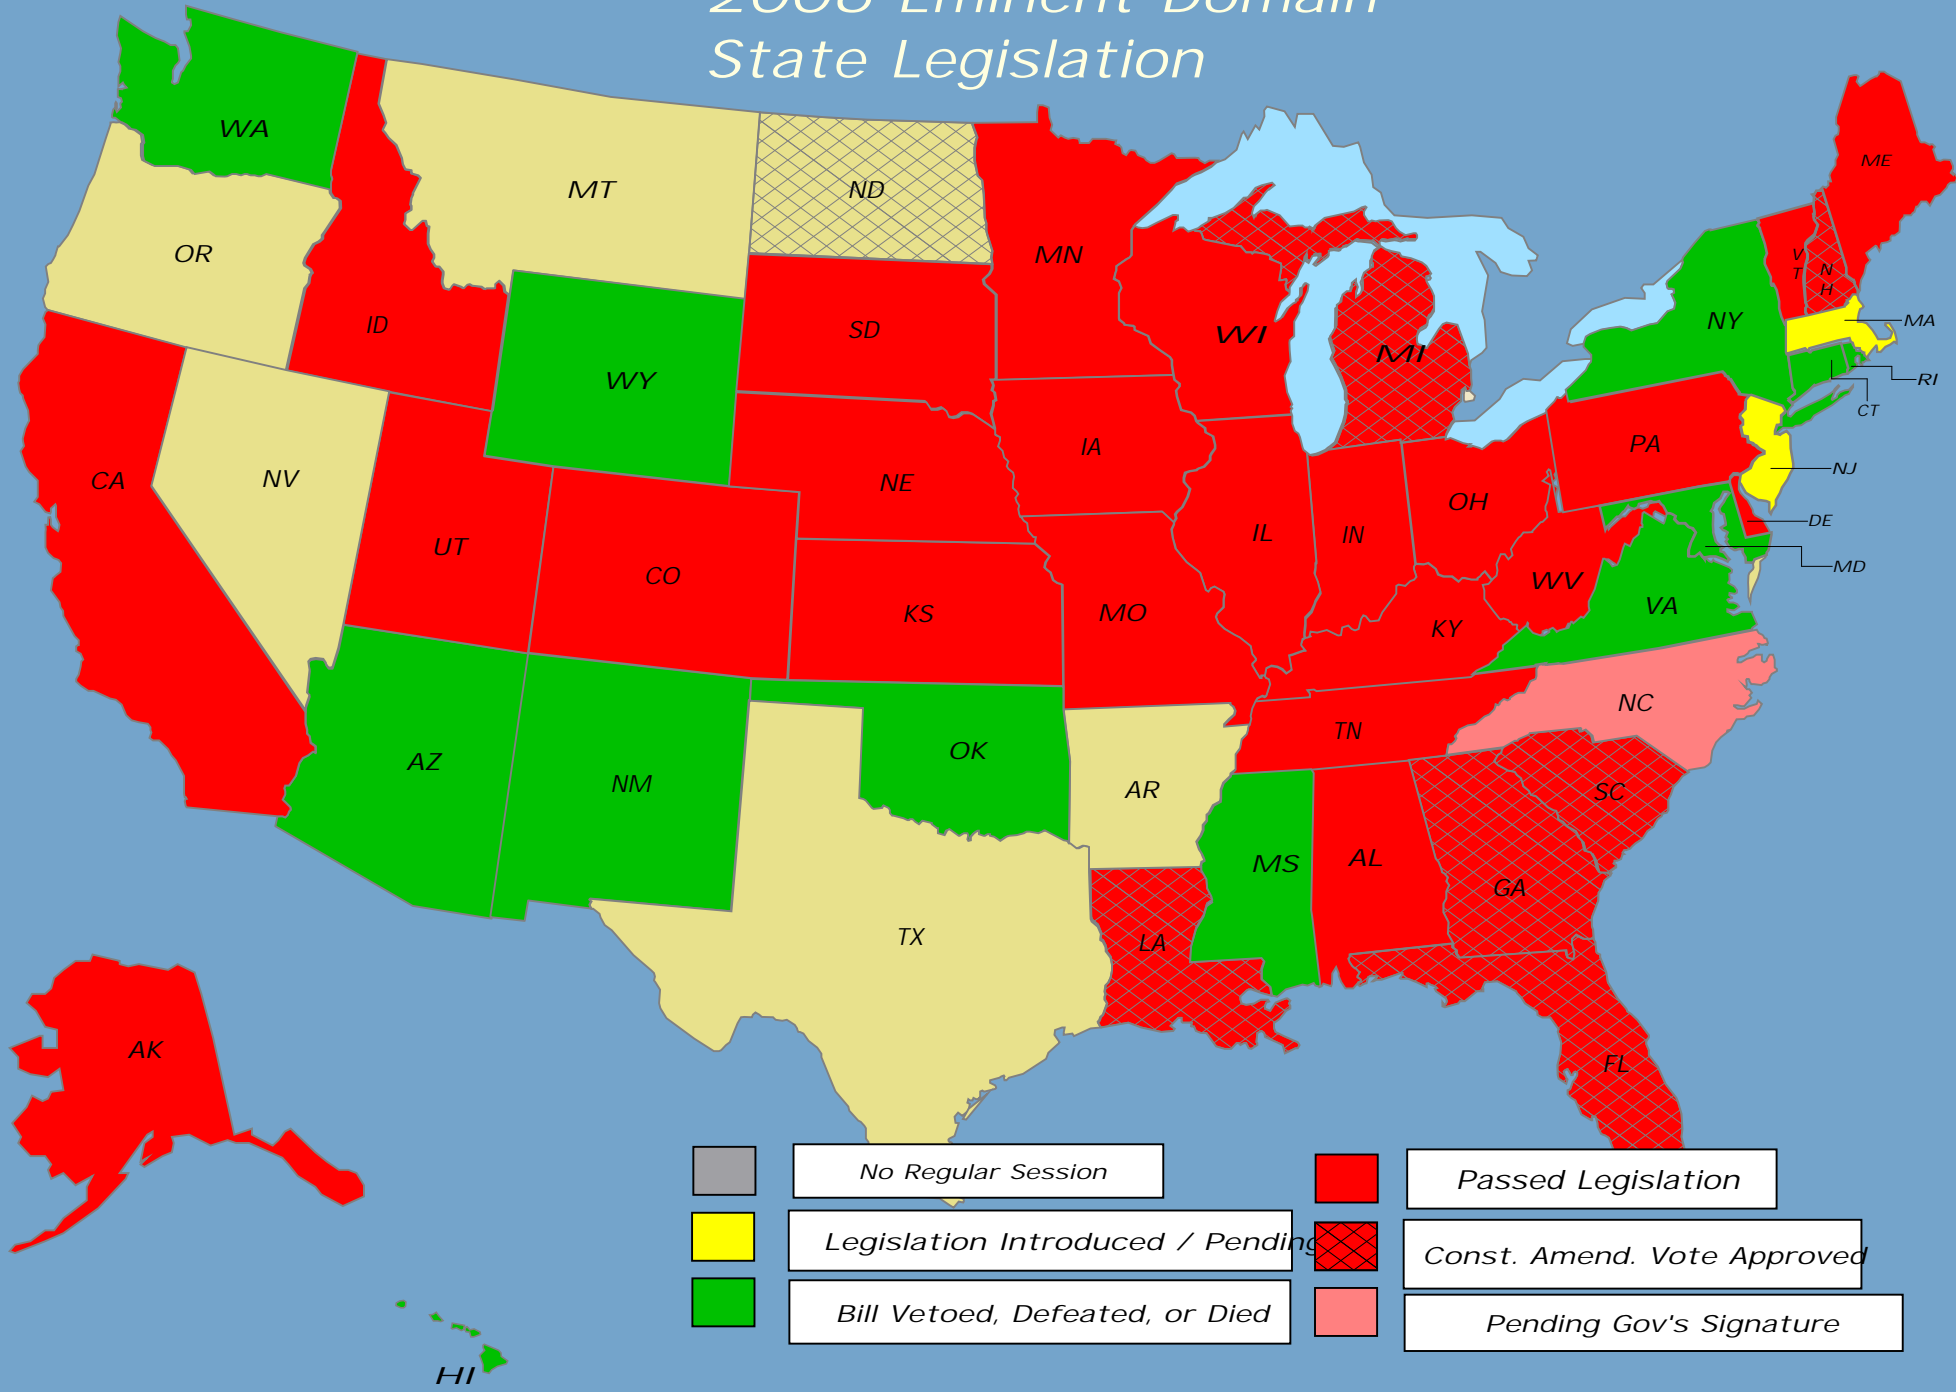 2006 Eminent Domain
State Legislation
WA
MT
ND
OR
ID
MN
SD
WI
MI
ME
V
T
N
H
NY
MA
RI
CT
WY
NV
CA
UT
CO
NE
IA
KS
MO
IL
IN
OH
PA
NJ
DE
MD
WV
VA
KY
NC
TN
AZ
NM
OK
AR
SC
MS
AL
GA
TX
LA
FL
AK
HI
No Regular Session
Legislation Introduced / Pending
Bill Vetoed, Defeated, or Died
Passed Legislation
Const. Amend. Vote Approved
Pending Gov's Signature